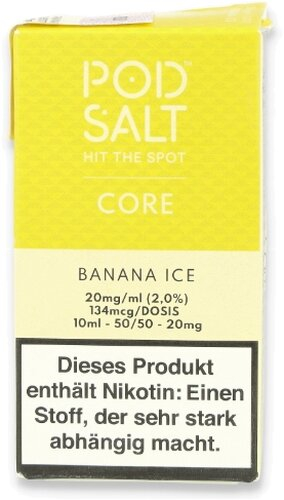 POD™
SALT
HIT THE SPOT
CORE
BANANA ICE
20mg/ml (2,0%)
134mcg/DOSIS
10ml - 50/50 - 20mg
Dieses Produkt
enthält Nikotin: Einen
Stoff, der sehr stark
abhängig macht.